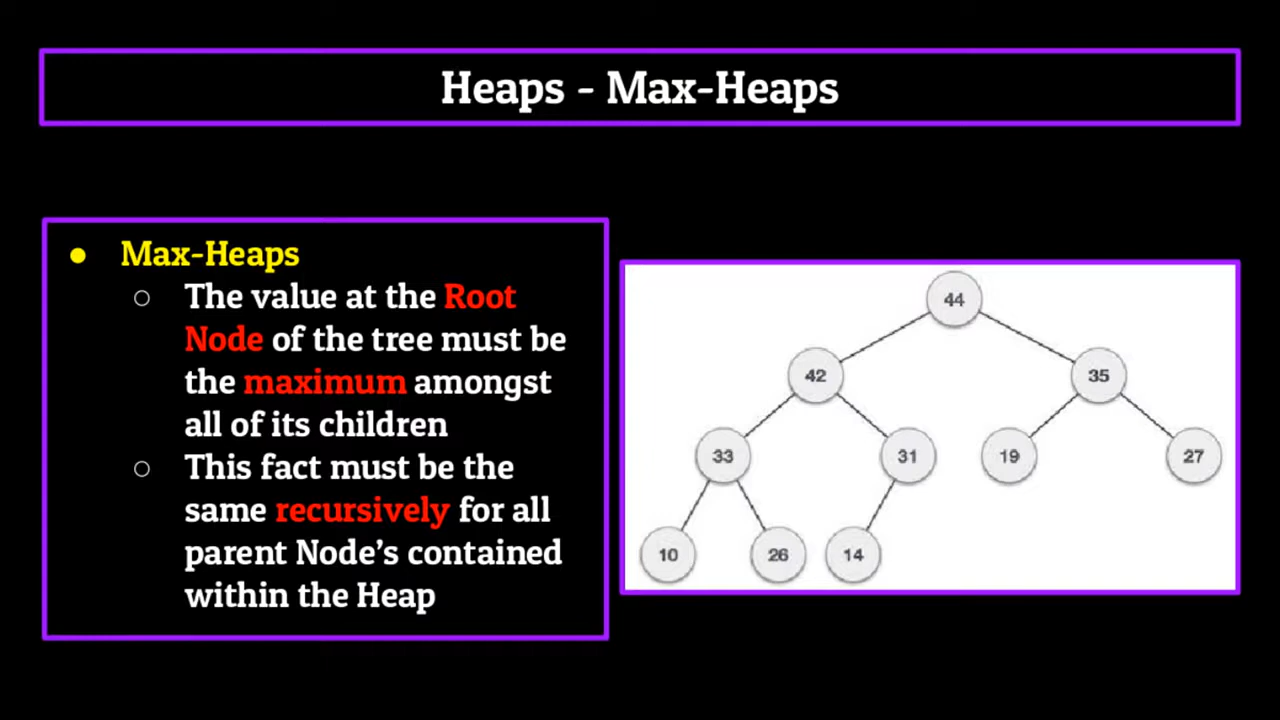 Heaps - Max-Heaps
● Max-Heaps
○ The value at the Root
Node of the tree must be
the maximum amongst
all of its children
○ This fact must be the
same recursively for all
parent Node's contained
within the Heap
44
42
35
33
31
19
27
10
26
14